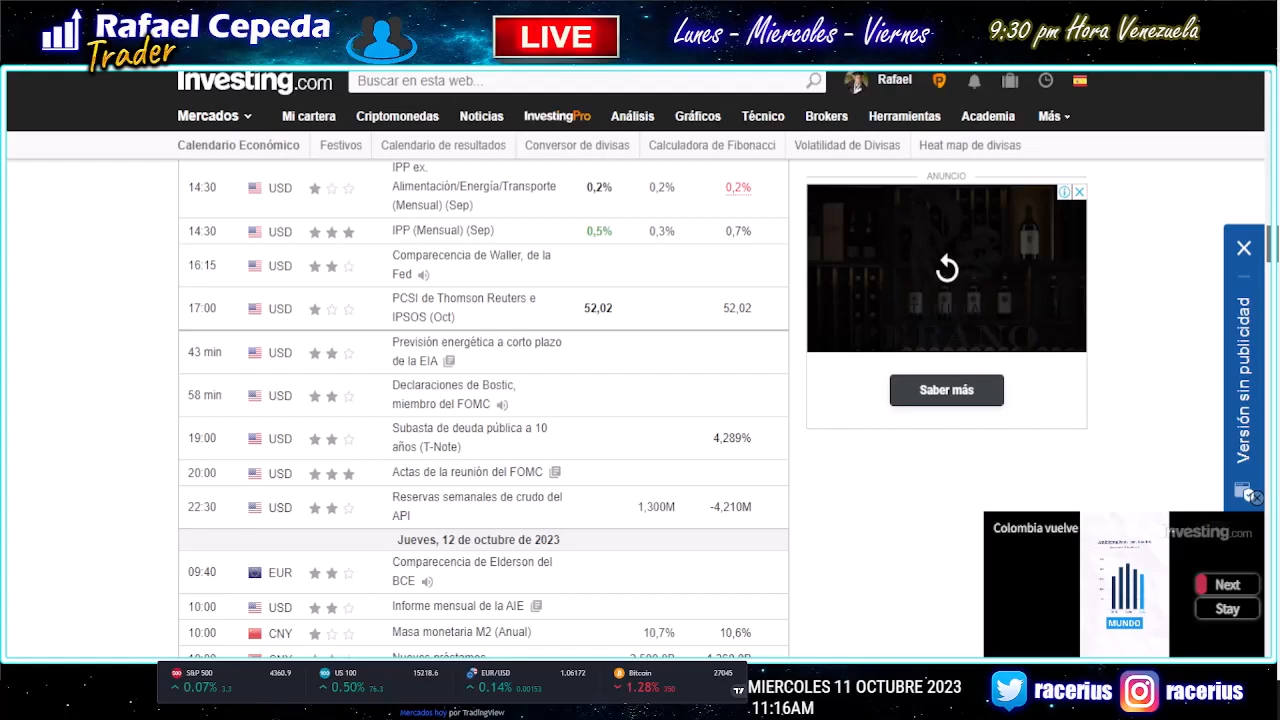 Rafael Cepeda
Trader
LIVE
Lunes - Miercoles - Viernes
9:30 pm Hora Venezuela
Investing.com
Buscar en esta web...
Rafael
Mercados
Mi cartera
Criptomonedas
Noticias
InvestingPro
Análisis
Gráficos
Técnico
Brokers
Herramientas
Academia
Más
Calendario Económico
Festivos
Calendario de resultados
Conversor de divisas
Calculadora de Fibonacci
Volatilidad de Divisas
Heat map de divisas
IPP ex.
14:30 USD Alimentación/Energía/Transporte 0,2% 0,2% 0,2%
(Mensual) (Sep)
14:30 USD IPP (Mensual) (Sep) 0,5% 0,3% 0,7%
16:15 USD Comparecencia de Waller, de la
Fed
17:00 USD PCSI de Thomson Reuters e 52,02 52,02
IPSOS (Oct)
43 min USD Previsión energética a corto plazo
de la EIA
58 min USD Declaraciones de Bostic,
miembro del FOMC
19:00 USD Subasta de deuda pública a 10 4,289%
años (T-Note)
20:00 USD Actas de la reunión del FOMC
22:30 USD Reservas semanales de crudo del 1,300M -4,210M
API
Jueves, 12 de octubre de 2023
09:40 EUR Comparecencia de Elderson del
BCE
10:00 USD Informe mensual de la AIE
10:00 CNY Masa monetaria M2 (Anual) 10,7% 10,6%
ANUNCIO
Saber más
Versión sin publicidad
Colombia vuelve
Investing.com
MUNDO
Next
Stay
S&P 500 4360.9
0.07% 3.3
US 100 15218.6
0.50% 76.3
EUR/USD 1.06172
0.14% 0.00153
Bitcoin 27045
1.28% 350
Mercados hoy por TradingView
MIERCOLES 11 OCTUBRE 2023
11:16AM
racerius
racerius